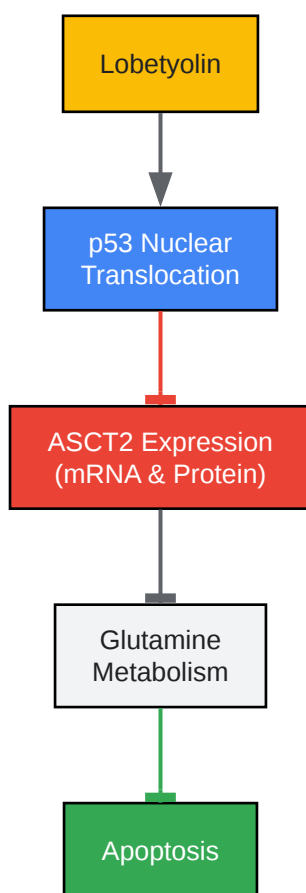 Lobetyolin
p53 Nuclear
Translocation
ASCT2 Expression
(mRNA & Protein)
Glutamine
Metabolism
Apoptosis